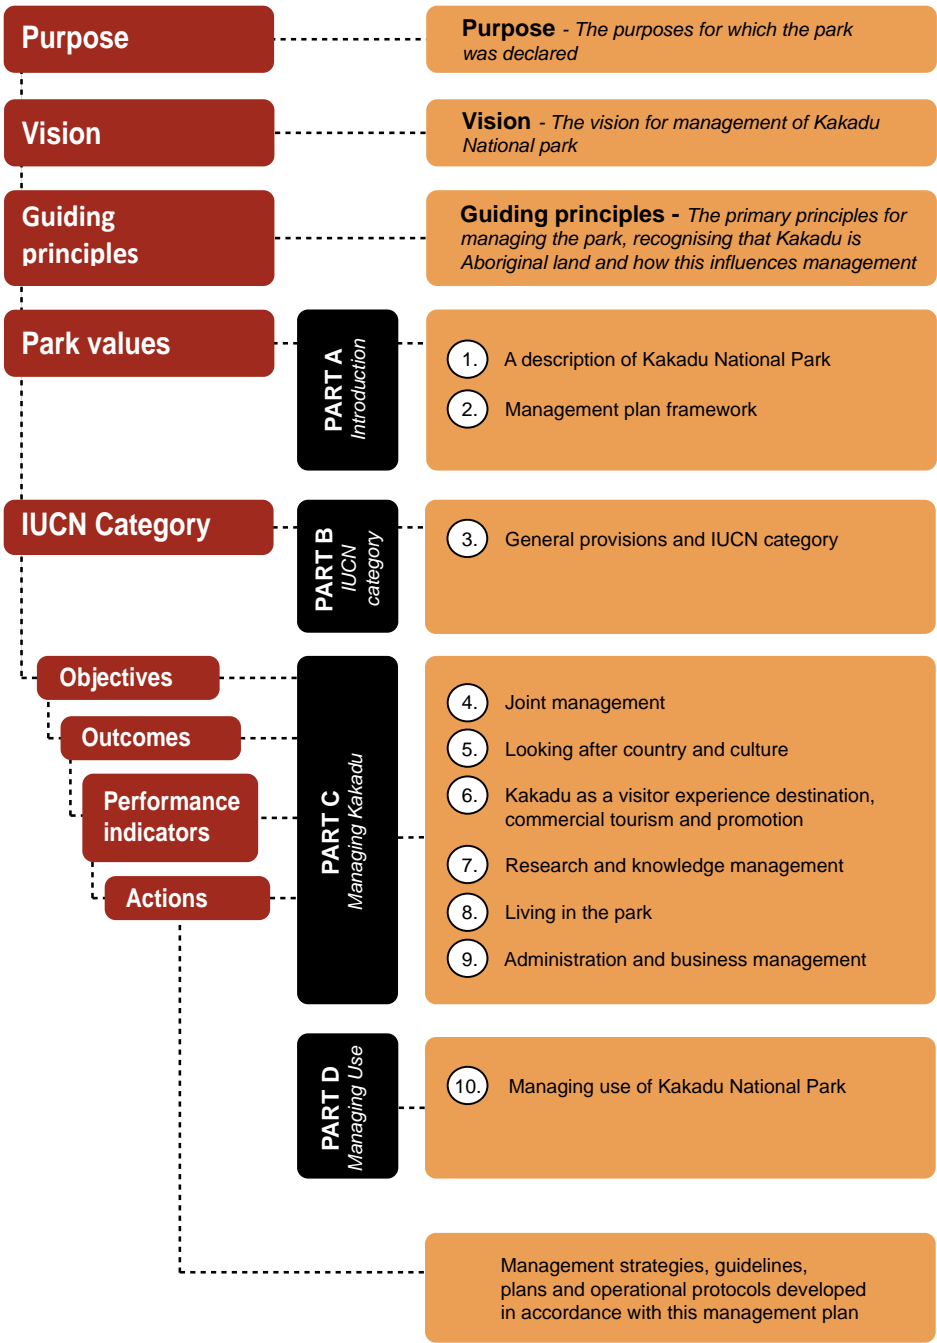 Purpose
Purpose - The purposes for which the park
was declared
Vision
Vision - The vision for management of Kakadu
National park
Guiding
principles
Guiding principles - The primary principles for
managing the park, recognising that Kakadu is
Aboriginal land and how this influences management
Park values
PART A
Introduction
1. A description of Kakadu National Park
2. Management plan framework
IUCN Category
PART B
IUCN
category
3. General provisions and IUCN category
Objectives
Outcomes
Performance
indicators
Actions
PART C
Managing Kakadu
4. Joint management
5. Looking after country and culture
6. Kakadu as a visitor experience destination,
commercial tourism and promotion
7. Research and knowledge management
8. Living in the park
9. Administration and business management
PART D
Managing Use
10. Managing use of Kakadu National Park
Management strategies, guidelines,
plans and operational protocols developed
in accordance with this management plan